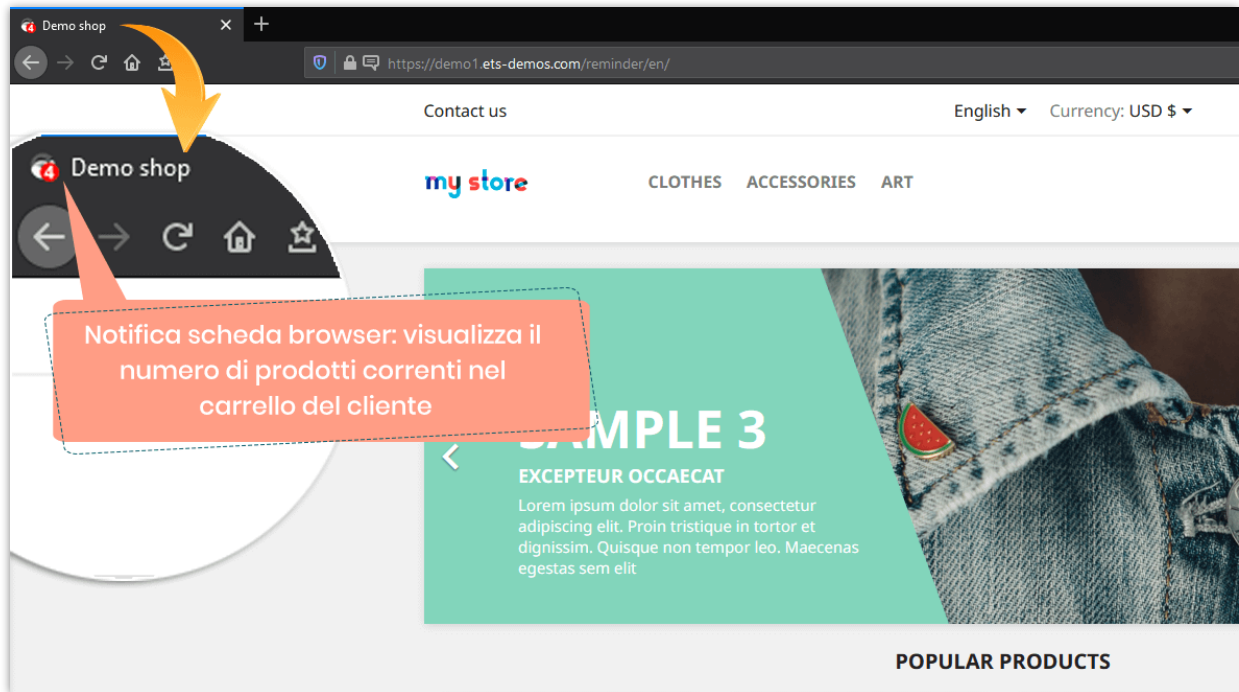 4 Demo shop
https://demo1.ets-demos.com/reminder/en/
Contact us
English
Currency: USD $
4 Demo shop
my store
CLOTHES ACCESSORIES ART
Notifica scheda browser: visualizza il
numero di prodotti correnti nel
carrello del cliente
SAMPLE 3
EXCEPTEUR OCCAECAT
Lorem ipsum dolor sit amet, consectetur
adipiscing elit. Proin tristique in tortor et
dignissim. Quisque non tempor leo. Maecenas
egestas sem elit
POPULAR PRODUCTS